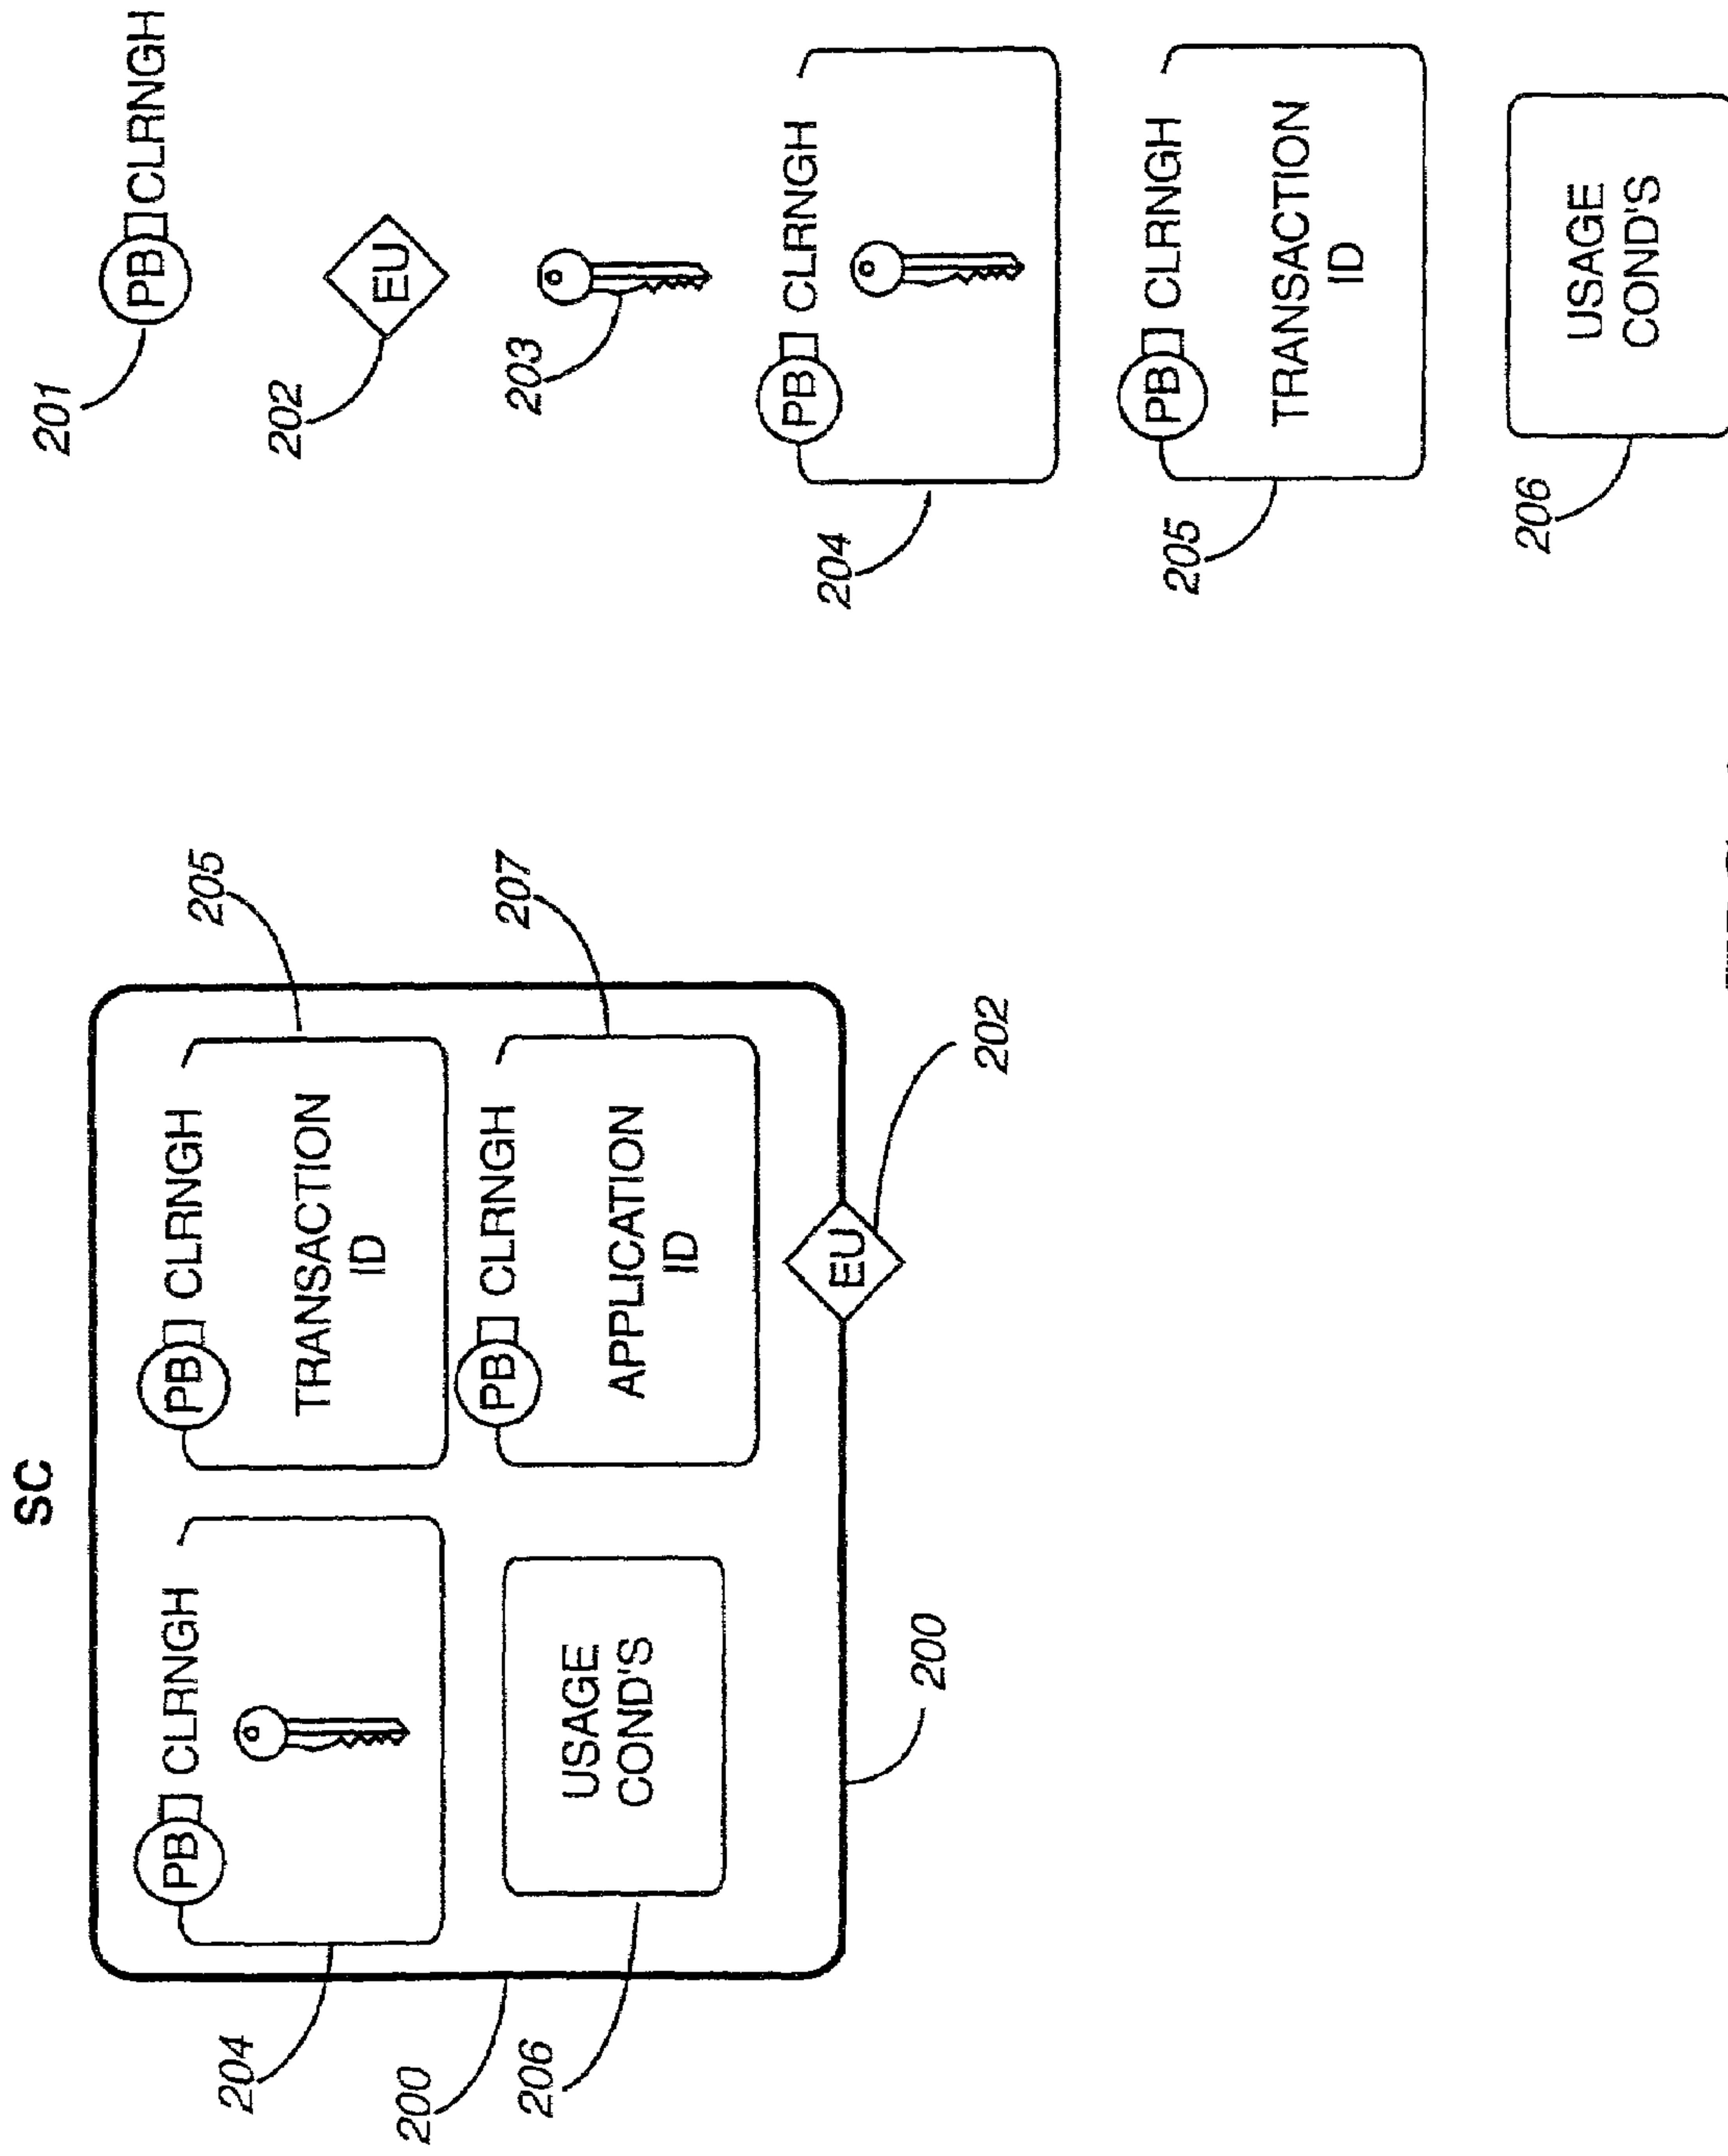 SC
204
PB CLRNGH
PB CLRNGH
205
TRANSACTION
ID
200
206
USAGE
COND'S
PB CLRNGH
207
APPLICATION
ID
EU
200
202
201
PB CLRNGH
202
EU
203
204
PB CLRNGH
205
PB CLRNGH
TRANSACTION
ID
206
USAGE
COND'S